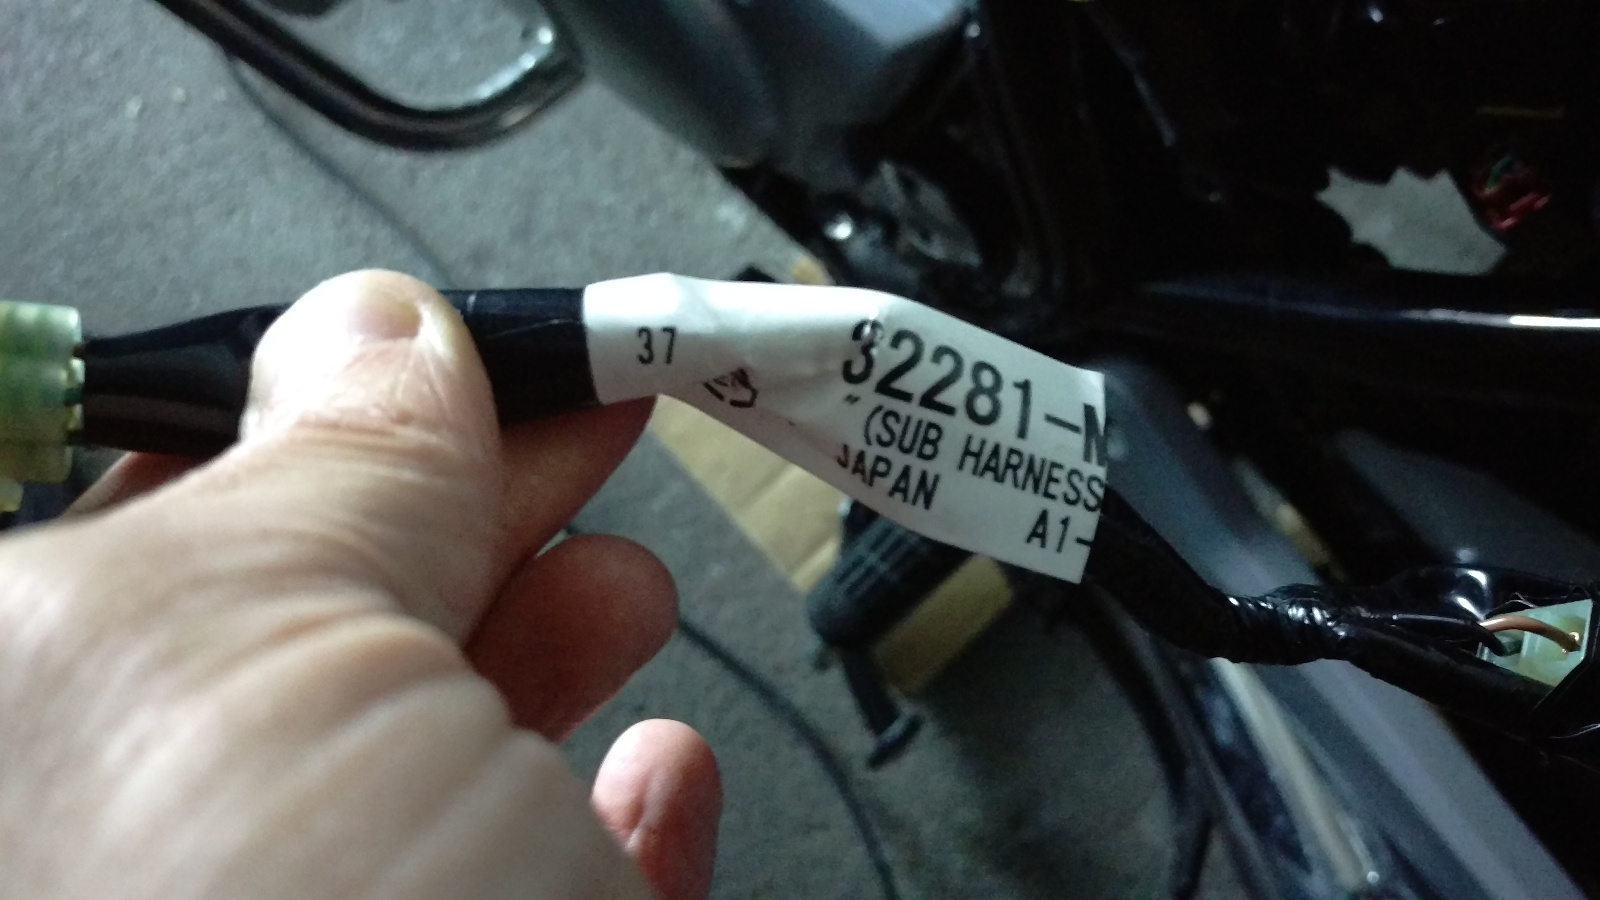 37
32281-M
" (SUB HARNESS
JAPAN
A1-